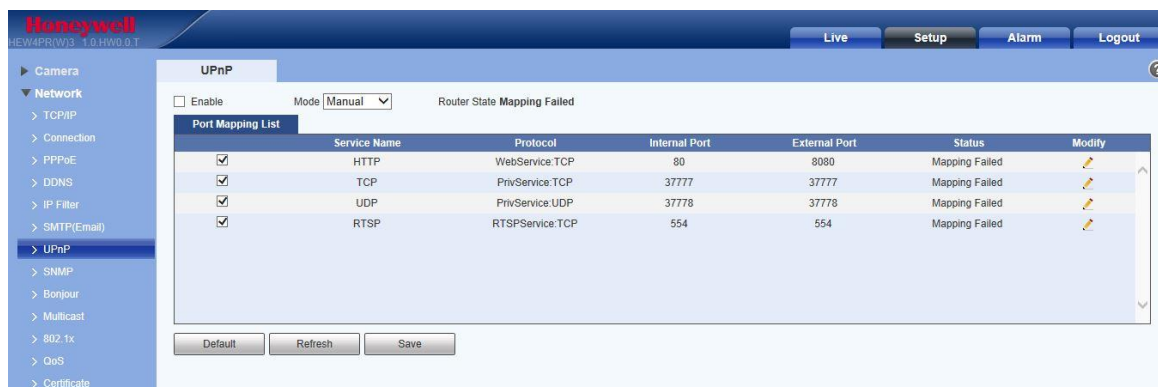 Honeywell
HEW4PR(W)3 1.0.HW0.0.T
Live Setup Alarm Logout
Camera
Network
> TCP/IP
> Connection
> PPPoE
> DDNS
> IP Filter
> SMTP(Email)
> UPnP
> SNMP
> Bonjour
> Multicast
> 802.1x
> QoS
> Certificate
UPnP
?
Enable Mode Manual Router State Mapping Failed
Port Mapping List
Service Name Protocol Internal Port External Port Status Modify
HTTP WebService:TCP 80 8080 Mapping Failed
TCP PrivService:TCP 37777 37777 Mapping Failed
UDP PrivService:UDP 37778 37778 Mapping Failed
RTSP RTSPService:TCP 554 554 Mapping Failed
Default Refresh Save